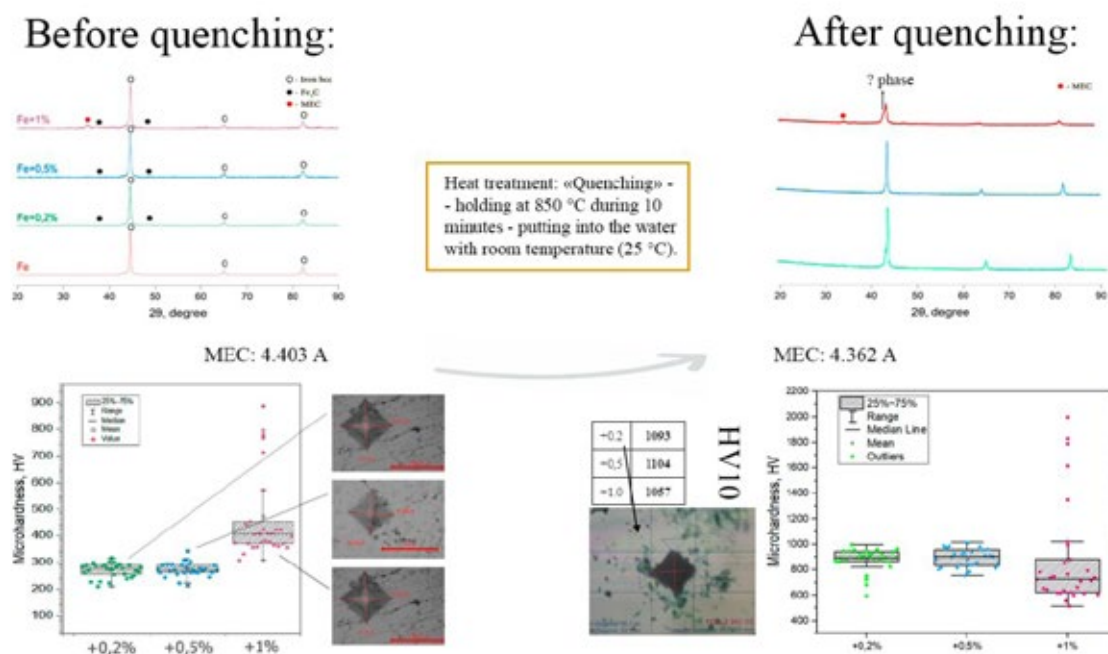 Before quenching:
After quenching:
- Iron bcc
- Fe₃C
- MEC
Fe=1%
Fe=0,5%
Fe=0,2%
Fe
20 30 40 50 60 70 80 90
2θ, degree
Heat treatment: «Quenching» -
- holding at 850 °C during 10
minutes - putting into the water
with room temperature (25 °C).
? phase
- MEC
20 30 40 50 60 70 80 90
2θ, degree
MEC: 4.403 A
MEC: 4.362 A
Microhardness, HV
900
800
700
600
500
400
300
200
100
25%-75%
Range
Median
Mean
Value
+0,2% +0,5% +1%
+0.2 1093
+0,5 1104
+1.0 1057
HV10
Microhardness, HV
2200
2000
1800
1600
1400
1200
1000
800
600
400
25%~75%
Range
Median Line
Mean
Outliers
+0,2% +0.5% +1%